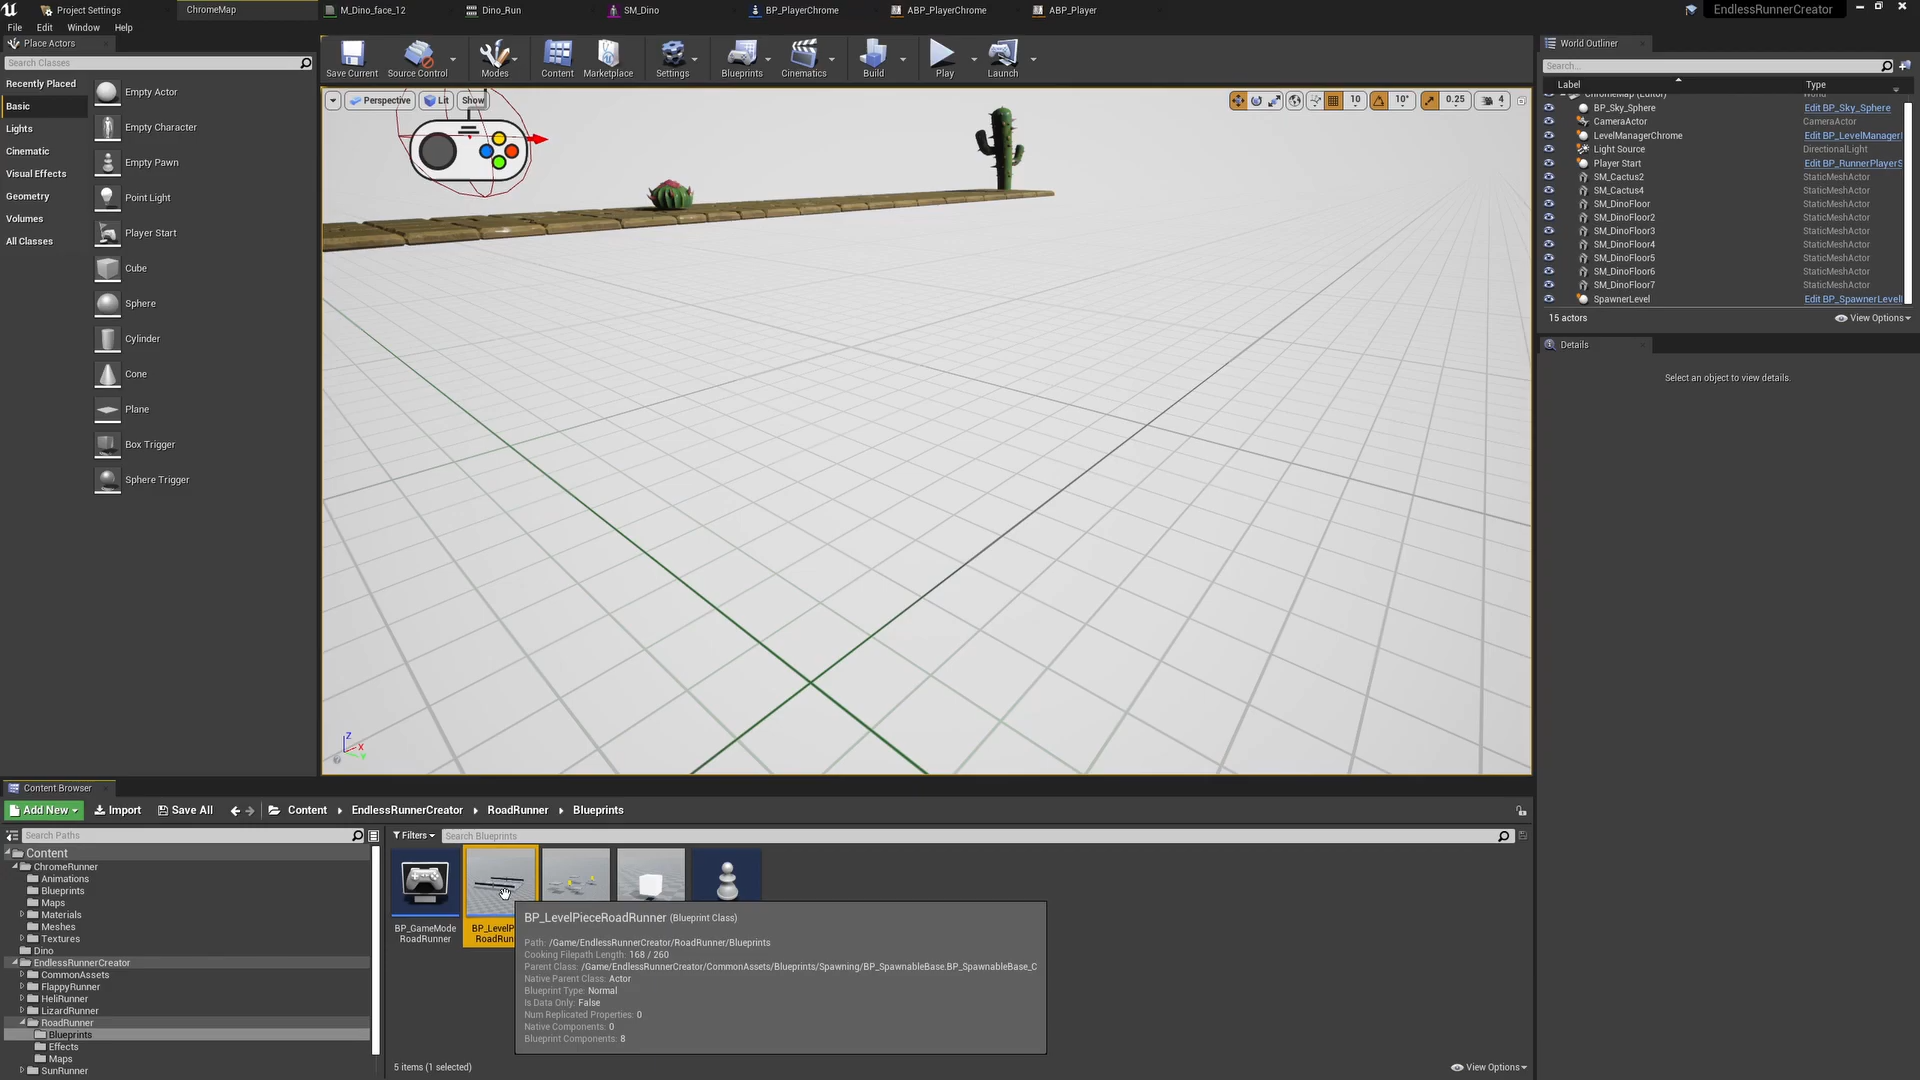 Project Settings
ChromeMap
M_Dino_face_12
Dino_Run
SM_Dino
BP_PlayerChrome
ABP_PlayerChrome
ABP_Player
EndlessRunnerCreator
File Edit Window Help
Place Actors
Search Classes
Recently Placed
Basic
Lights
Cinematic
Visual Effects
Geometry
Volumes
All Classes
Empty Actor
Empty Character
Empty Pawn
Point Light
Player Start
Cube
Sphere
Cylinder
Cone
Plane
Box Trigger
Sphere Trigger
Save Current
Source Control
Modes
Content
Marketplace
Settings
Blueprints
Cinematics
Build
Play
Launch
Perspective
Lit
Show
10
10°
0.25
4
Z
X
Y
World Outliner
Search...
Label Type
ChromeMap (Editor) World
BP_Sky_Sphere Edit BP_Sky_Sphere
CameraActor CameraActor
LevelManagerChrome Edit BP_LevelManager
Light Source DirectionalLight
Player Start Edit BP_RunnerPlayerS
SM_Cactus2 StaticMeshActor
SM_Cactus4 StaticMeshActor
SM_DinoFloor StaticMeshActor
SM_DinoFloor2 StaticMeshActor
SM_DinoFloor3 StaticMeshActor
SM_DinoFloor4 StaticMeshActor
SM_DinoFloor5 StaticMeshActor
SM_DinoFloor6 StaticMeshActor
SM_DinoFloor7 StaticMeshActor
SpawnerLevel Edit BP_SpawnerLevel
15 actors
View Options
Details
Select an object to view details.
Content Browser
Add New
Import
Save All
Content
EndlessRunnerCreator
RoadRunner
Blueprints
Search Paths
Filters
Search Blueprints
Content
ChromeRunner
Animations
Blueprints
Maps
Materials
Meshes
Textures
Dino
EndlessRunnerCreator
CommonAssets
FlappyRunner
HeliRunner
LizardRunner
RoadRunner
Blueprints
Effects
Maps
SunRunner
BP_GameMode
RoadRunner
BP_LevelP
RoadRun
BP_LevelPieceRoadRunner (Blueprint Class)
Path: /Game/EndlessRunnerCreator/RoadRunner/Blueprints
Cooking Filepath Length: 168 / 260
Parent Class: /Game/EndlessRunnerCreator/CommonAssets/Blueprints/Spawning/BP_SpawnableBase.BP_SpawnableBase_C
Native Parent Class: Actor
Blueprint Type: Normal
Is Data Only: False
Num Replicated Properties: 0
Native Components: 0
Blueprint Components: 8
5 items (1 selected)
View Options